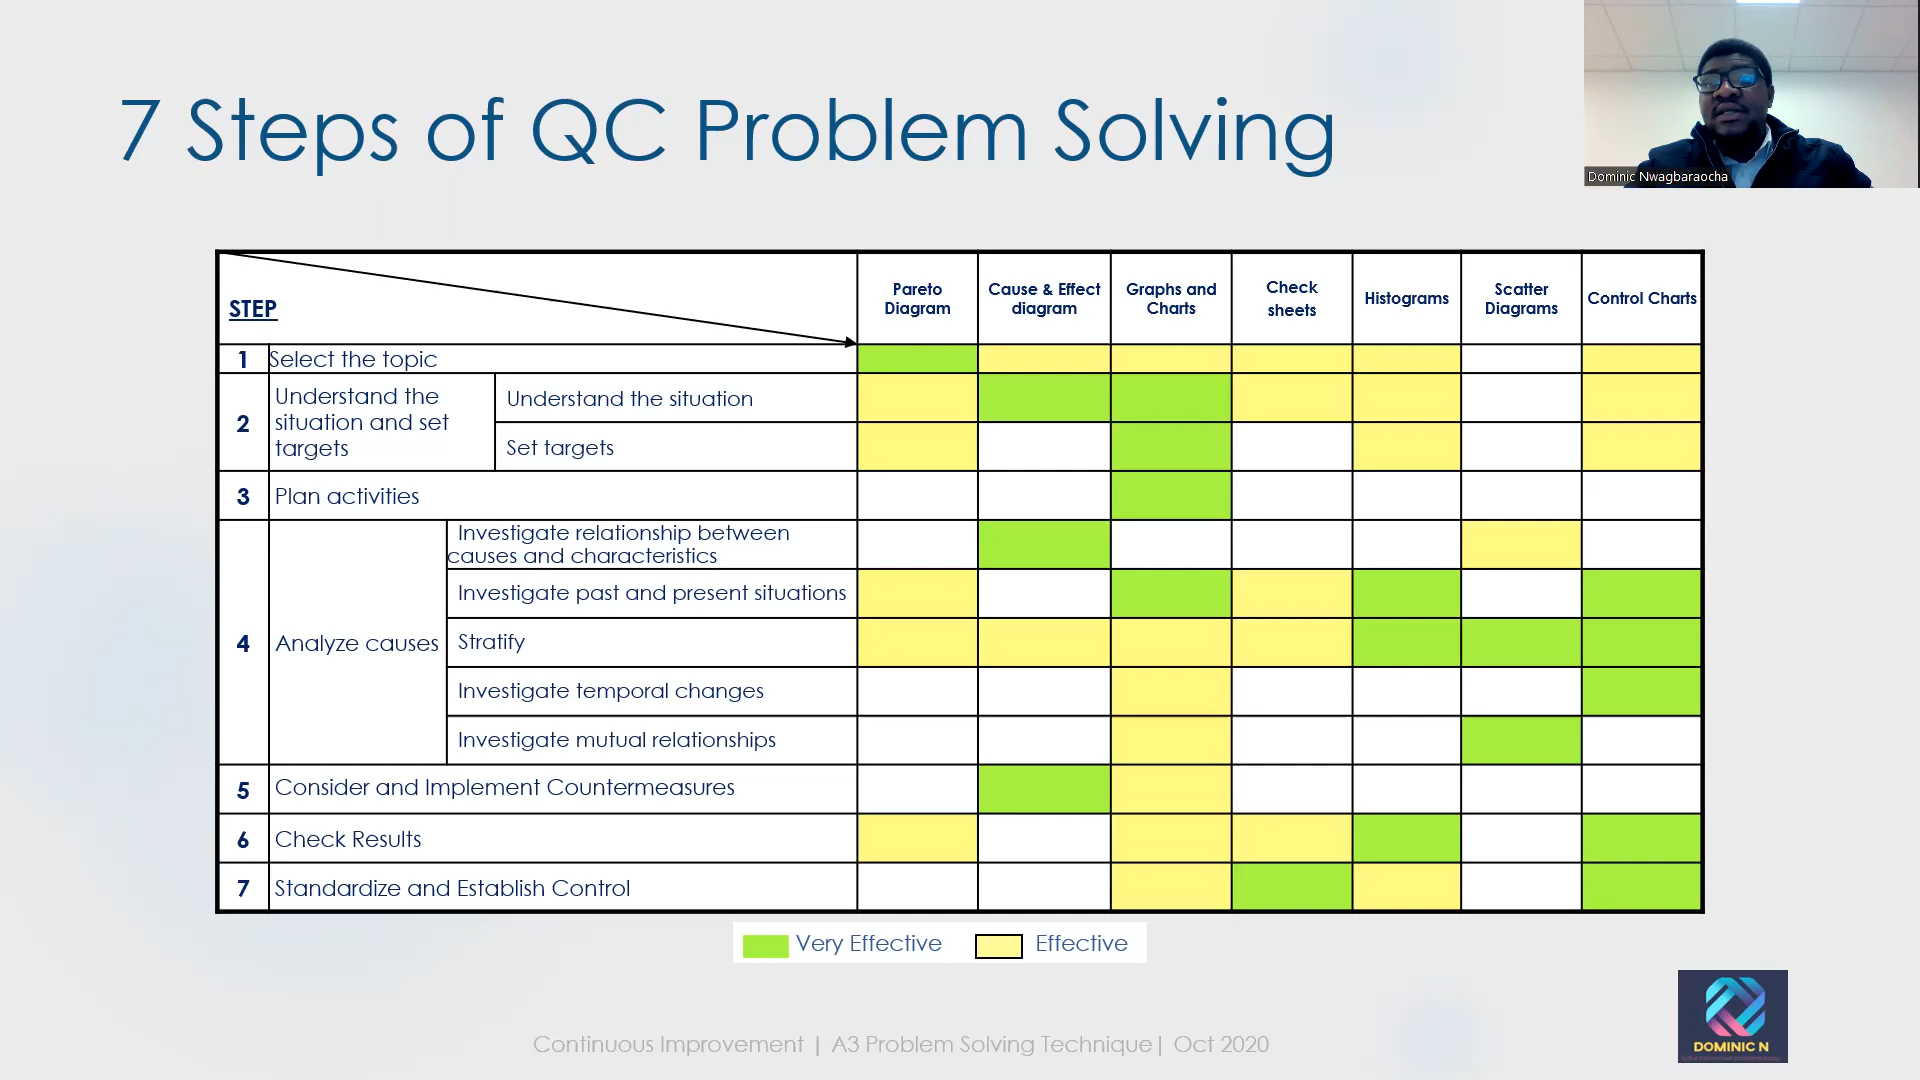 7 Steps of QC Problem Solving
Dominic Nwagbaraocha
STEP
Pareto
Diagram
Cause & Effect
diagram
Graphs and
Charts
Check
sheets
Histograms
Scatter
Diagrams
Control Charts
1
Select the topic
2
Understand the
situation and set
targets
Understand the situation
Set targets
3
Plan activities
4
Analyze causes
Investigate relationship between
causes and characteristics
Investigate past and present situations
Stratify
Investigate temporal changes
Investigate mutual relationships
5
Consider and Implement Countermeasures
6
Check Results
7
Standardize and Establish Control
Very Effective
Effective
Continuous Improvement | A3 Problem Solving Technique| Oct 2020
DOMINIC N